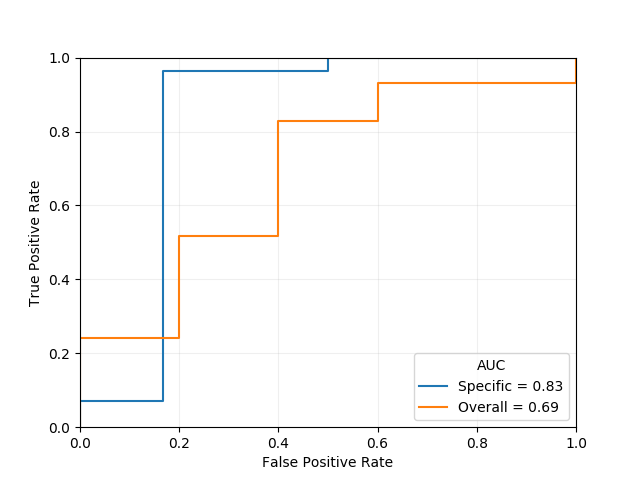 1.0
0.8
0.6
0.4
0.2
0.0
True Positive Rate
0.0 0.2 0.4 0.6 0.8 1.0
False Positive Rate
AUC
Specific = 0.83
Overall = 0.69